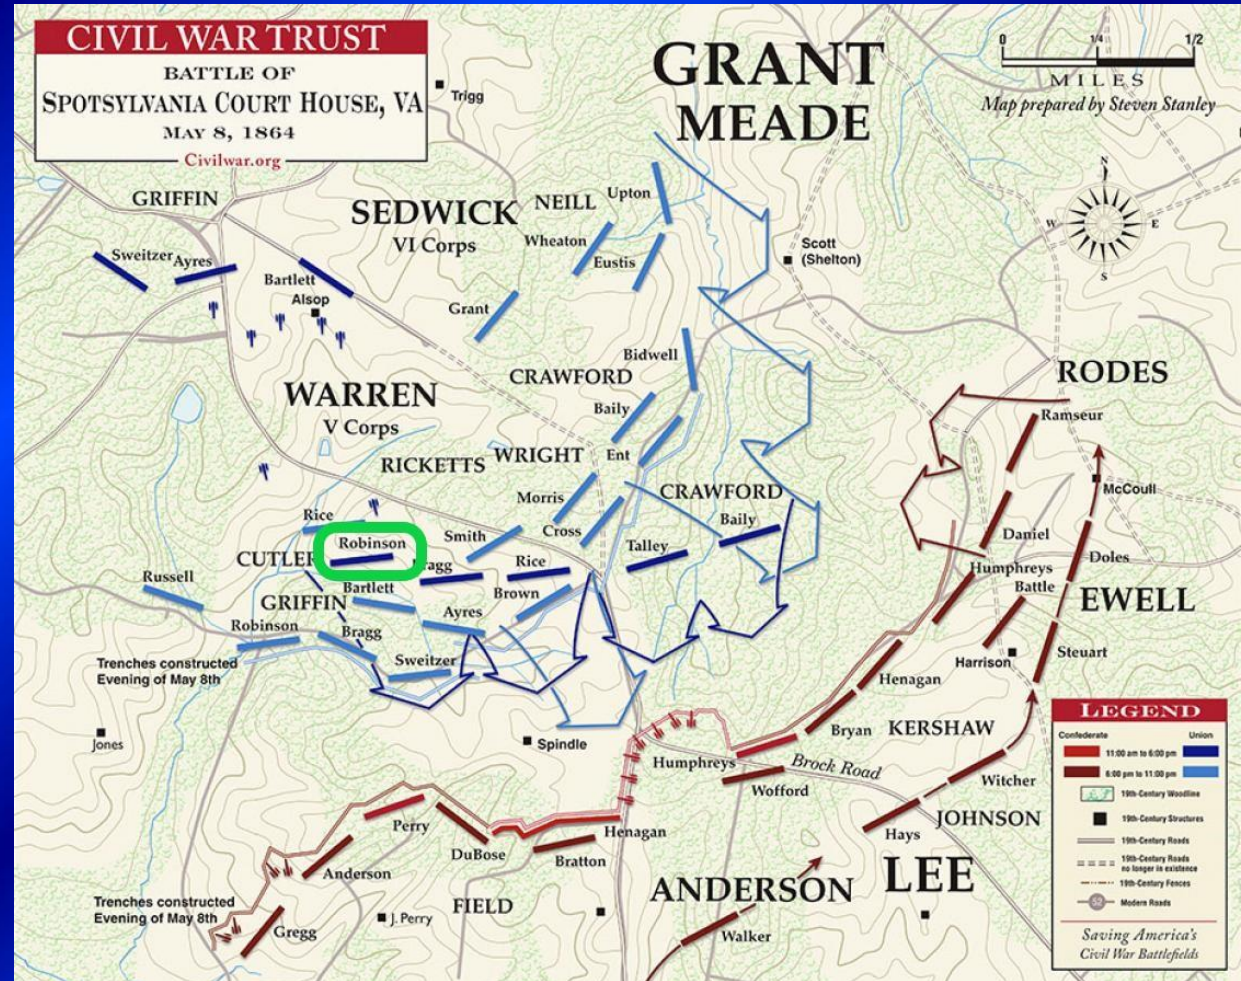 CIVIL WAR TRUST
BATTLE OF
SPOTSYLVANIA COURT HOUSE, VA
MAY 8, 1864
Civilwar.org
Trigg
GRANT
MEADE
0 1/4 1/2
MILES
Map prepared by Steven Stanley
N
W E
S
GRIFFIN
SEDWICK
VI Corps
NEILL
Upton
Wheaton
Eustis
Scott
(Shelton)
Sweitzer
Ayres
Bartlett
Alsop
Grant
Bidwell
CRAWFORD
RODES
WARREN
V Corps
Baily
Ramseur
RICKETTS
WRIGHT
Ent
McCoull
Morris
CRAWFORD
Rice
Smith
Cross
Baily
Daniel
Robinson
CUTLER
Rice
Talley
Humphreys
Doles
Russell
Bartlett
Brown
Battle
GRIFFIN
Ayres
EWELL
Robinson
Bragg
Sweitzer
Harrison
Steuart
Trenches constructed
Evening of May 8th
Henagan
Jones
Spindle
Bryan
KERSHAW
Humphreys
Brock Road
Wofford
Witcher
Perry
Henagan
Hays
JOHNSON
DuBose
Bratton
Anderson
ANDERSON
LEE
Trenches constructed
Evening of May 8th
J. Perry
FIELD
Gregg
Walker
LEGEND
Confederate Union
11:00 am to 6:00 pm
6:00 pm to 11:00 pm
19th-Century Woodline
19th-Century Structures
19th-Century Roads
19th-Century Roads
no longer in existence
19th-Century Fences
52 Modern Roads
Saving America's
Civil War Battlefields